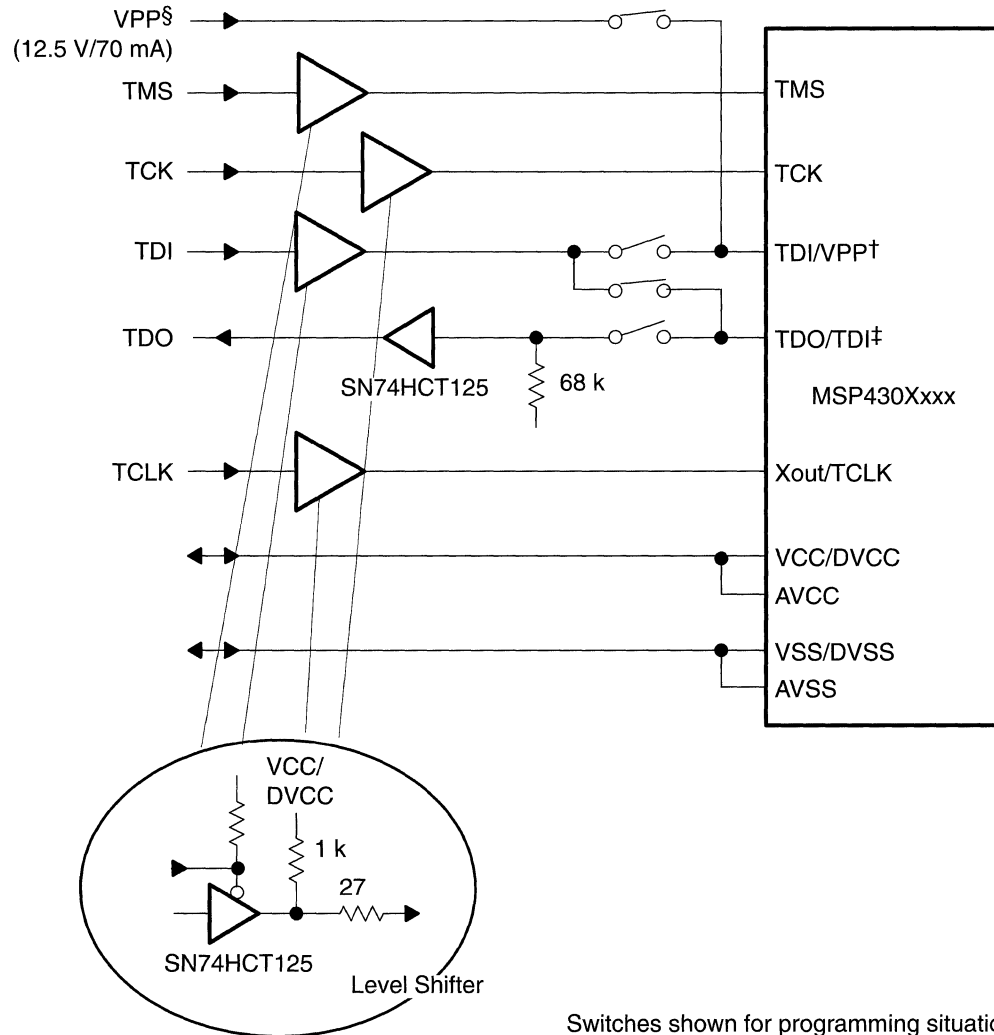 VPP§
(12.5 V/70 mA)
TMS
TMS
TCK
TCK
TDI
TDI/VPP†
TDO
TDO/TDI‡
SN74HCT125
68 k
MSP430Xxxx
TCLK
Xout/TCLK
VCC/DVCC
AVCC
VSS/DVSS
AVSS
VCC/
DVCC
1 k
27
SN74HCT125
Level Shifter
Switches shown for programming situatio